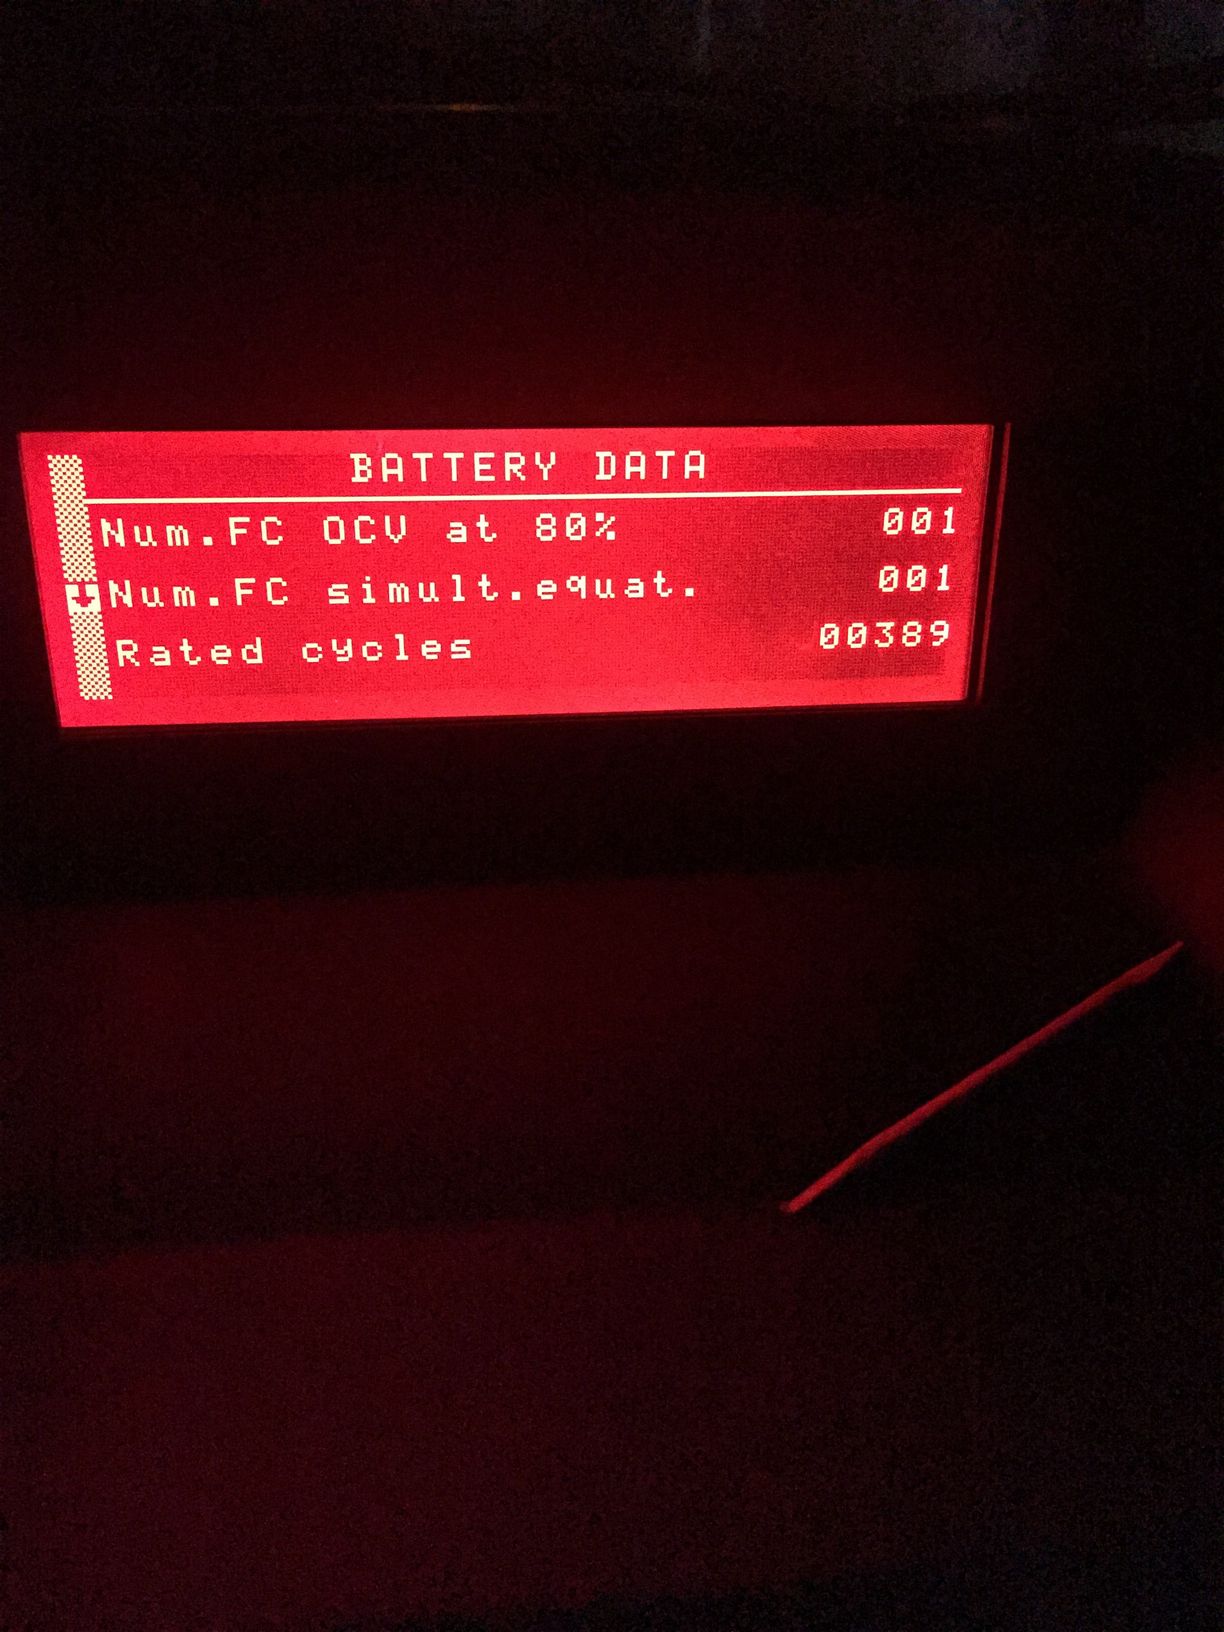 BATTERY DATA
Num.FC OCV at 80% 001
Num.FC simult.equat. 001
Rated cycles 00389